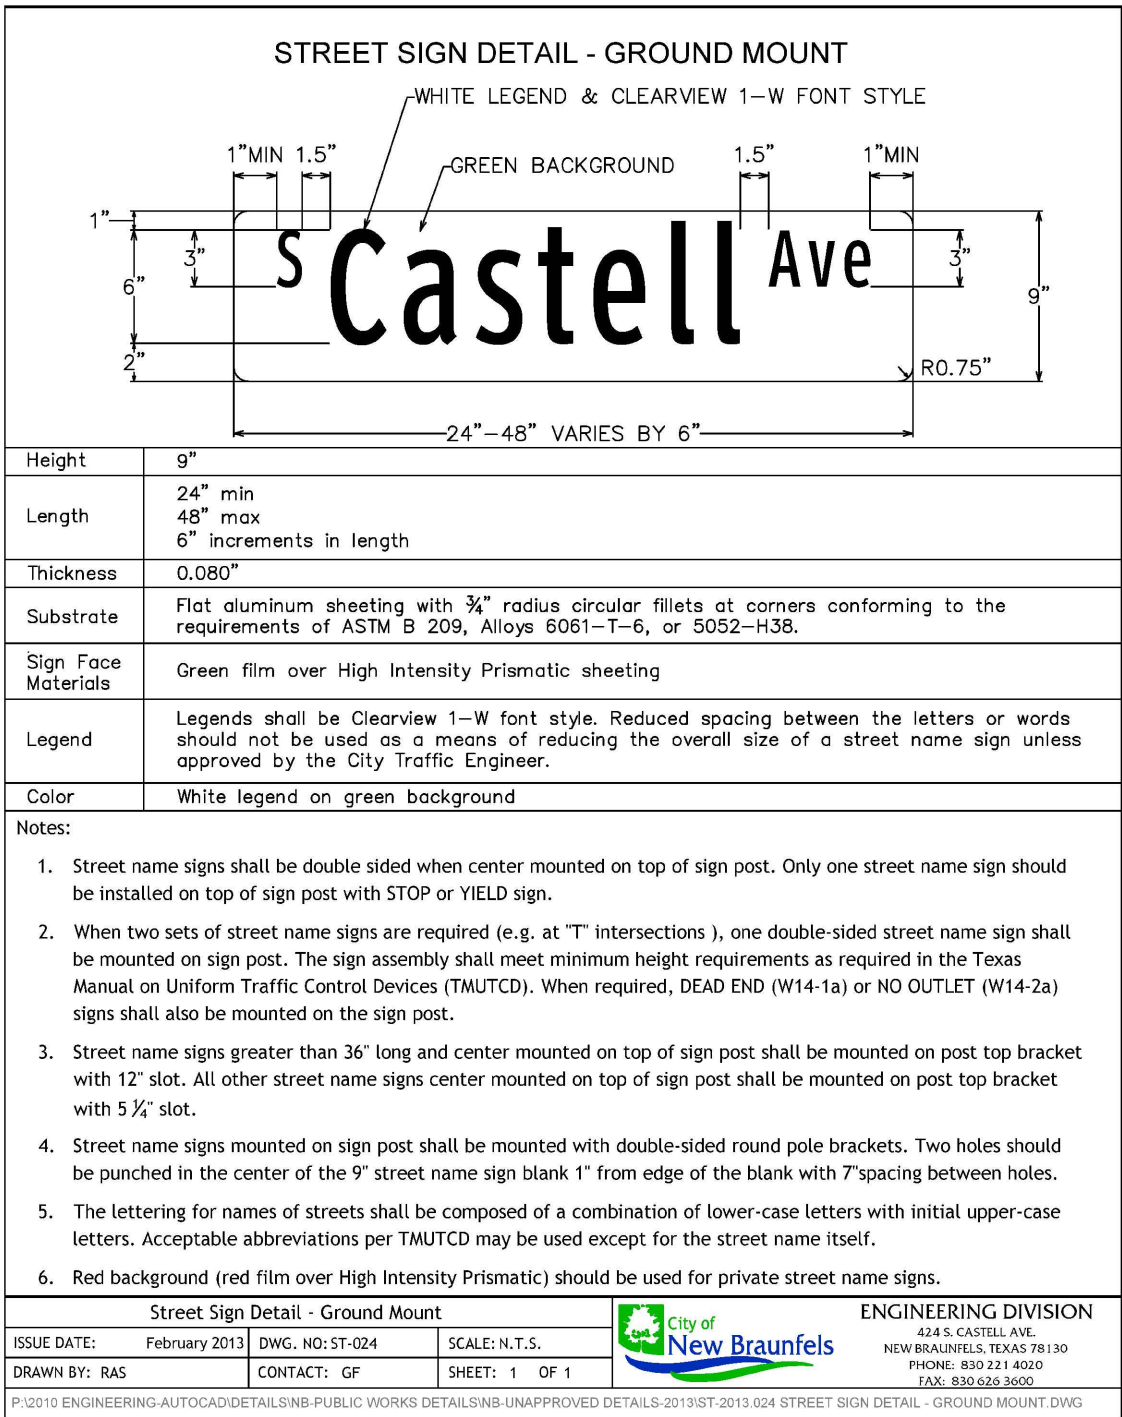 STREET SIGN DETAIL - GROUND MOUNT
WHITE LEGEND & CLEARVIEW 1-W FONT STYLE
1"MIN 1.5"
GREEN BACKGROUND
1.5"
1"MIN
1"
3"
6"
2"
S Castell Ave
3"
9"
R0.75"
24"-48" VARIES BY 6"
Height 9"
Length
24" min
48" max
6" increments in length
Thickness 0.080"
Substrate
Flat aluminum sheeting with ¾" radius circular fillets at corners conforming to the
requirements of ASTM B 209, Alloys 6061-T-6, or 5052-H38.
Sign Face
Materials
Green film over High Intensity Prismatic sheeting
Legend
Legends shall be Clearview 1-W font style. Reduced spacing between the letters or words
should not be used as a means of reducing the overall size of a street name sign unless
approved by the City Traffic Engineer.
Color White legend on green background
Notes:
1. Street name signs shall be double sided when center mounted on top of sign post. Only one street name sign should
be installed on top of sign post with STOP or YIELD sign.
2. When two sets of street name signs are required (e.g. at "T" intersections ), one double-sided street name sign shall
be mounted on sign post. The sign assembly shall meet minimum height requirements as required in the Texas
Manual on Uniform Traffic Control Devices (TMUTCD). When required, DEAD END (W14-1a) or NO OUTLET (W14-2a)
signs shall also be mounted on the sign post.
3. Street name signs greater than 36" long and center mounted on top of sign post shall be mounted on post top bracket
with 12" slot. All other street name signs center mounted on top of sign post shall be mounted on post top bracket
with 5 ¼" slot.
4. Street name signs mounted on sign post shall be mounted with double-sided round pole brackets. Two holes should
be punched in the center of the 9" street name sign blank 1" from edge of the blank with 7"spacing between holes.
5. The lettering for names of streets shall be composed of a combination of lower-case letters with initial upper-case
letters. Acceptable abbreviations per TMUTCD may be used except for the street name itself.
6. Red background (red film over High Intensity Prismatic) should be used for private street name signs.
Street Sign Detail - Ground Mount
ISSUE DATE: February 2013 DWG. NO: ST-024 SCALE: N.T.S.
DRAWN BY: RAS CONTACT: GF SHEET: 1 OF 1
City of
New Braunfels
ENGINEERING DIVISION
424 S. CASTELL AVE.
NEW BRAUNFELS, TEXAS 78130
PHONE: 830 221 4020
FAX: 830 626 3600
P:\2010 ENGINEERING-AUTOCAD\DETAILS\NB-PUBLIC WORKS DETAILS\NB-UNAPPROVED DETAILS-2013\ST-2013.024 STREET SIGN DETAIL - GROUND MOUNT.DWG